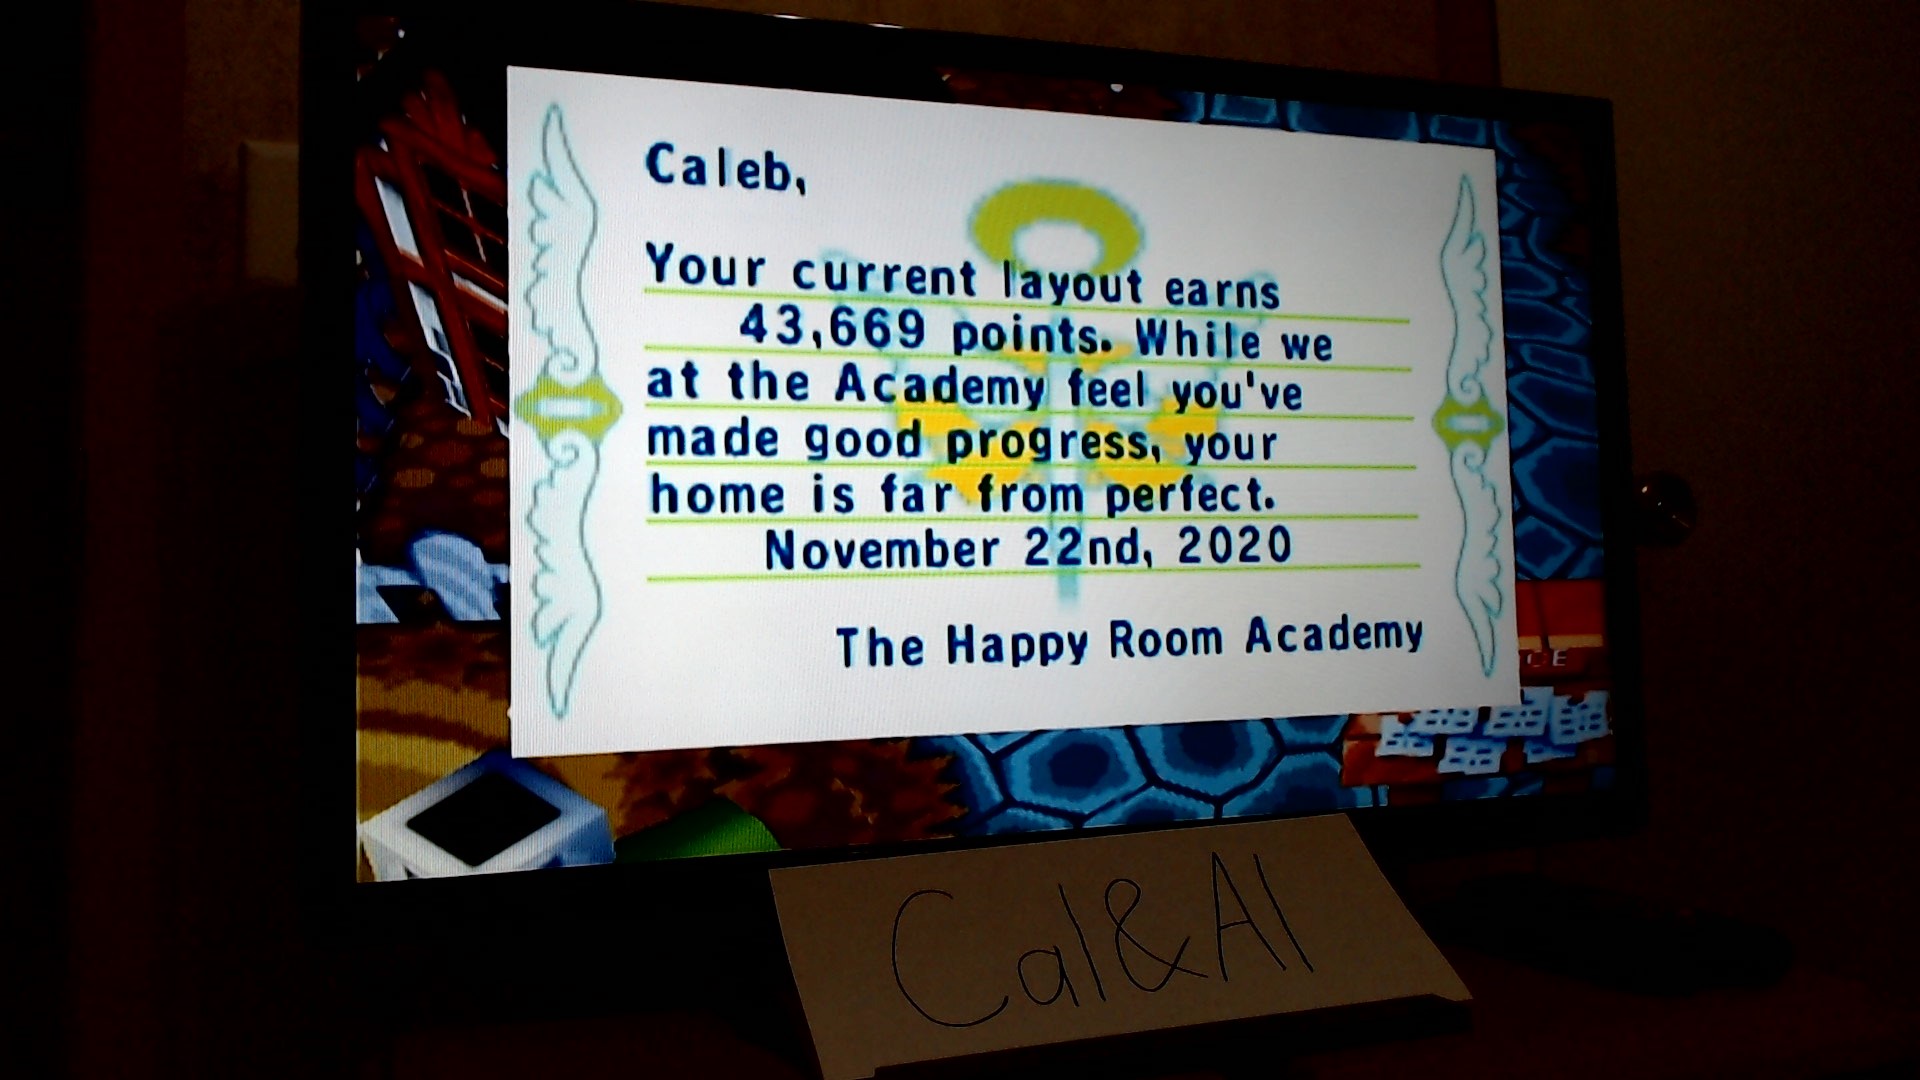 Caleb,
Your current layout earns
43,669 points. While we
at the Academy feel you've
made good progress, your
home is far from perfect.
November 22nd, 2020
The Happy Room Academy
Cal&Al